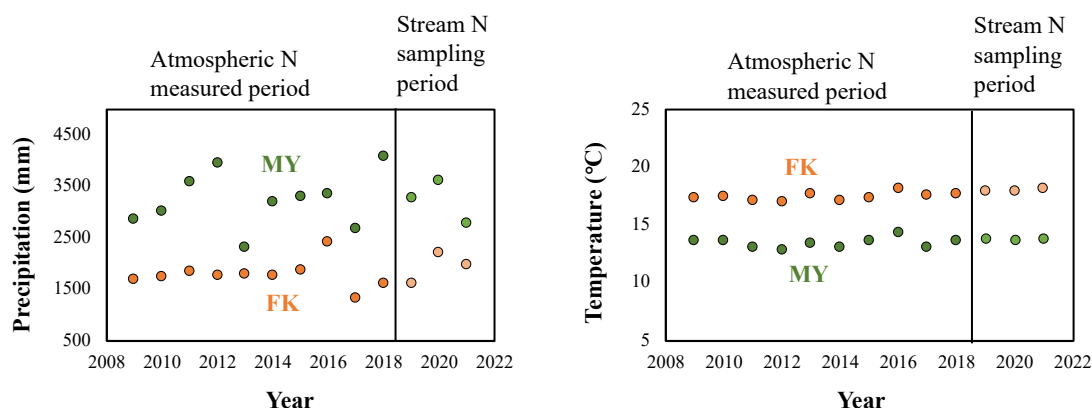 Atmospheric N
measured period
Stream N
sampling
period
Precipitation (mm)
4500
3500
2500
1500
500
MY
FK
2008 2010 2012 2014 2016 2018 2020 2022
Year
Atmospheric N
measured period
Stream N
sampling
period
Temperature (℃)
25
20
15
10
5
FK
MY
2008 2010 2012 2014 2016 2018 2020 2022
Year